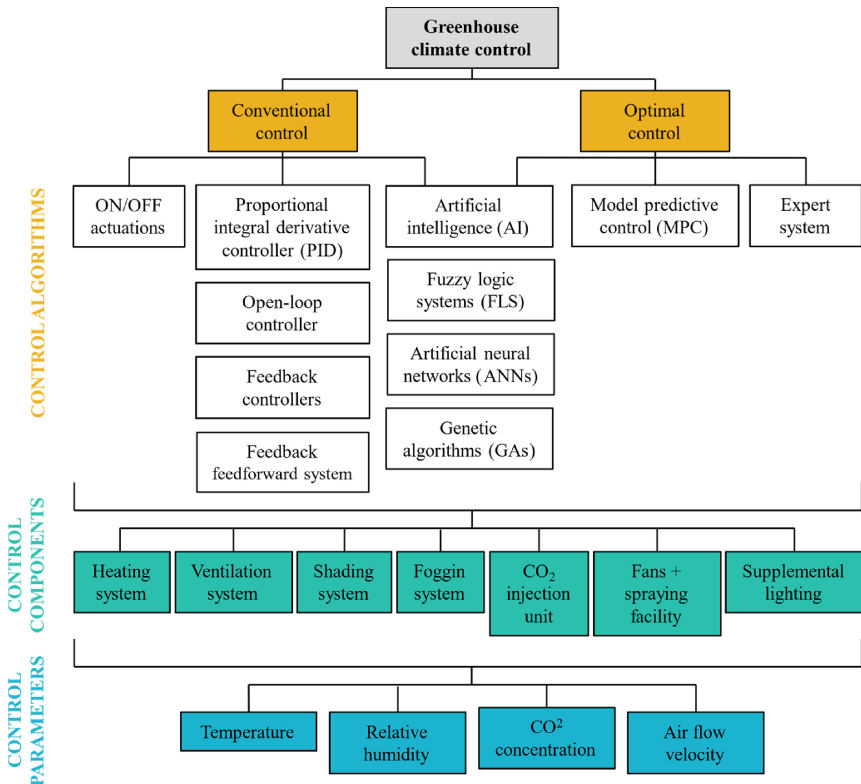 Greenhouse
climate control
Conventional
control
Optimal
control
CONTROL ALGORITHMS
ON/OFF
actuations
Proportional
integral derivative
controller (PID)
Artificial
intelligence (AI)
Model predictive
control (MPC)
Expert
system
Open-loop
controller
Fuzzy logic
systems (FLS)
Feedback
controllers
Artificial neural
networks (ANNs)
Feedback
feedforward system
Genetic
algorithms (GAs)
CONTROL
COMPONENTS
Heating
system
Ventilation
system
Shading
system
Foggin
system
CO₂
injection
unit
Fans +
spraying
facility
Supplemental
lighting
CONTROL
PARAMETERS
Temperature
Relative
humidity
CO²
concentration
Air flow
velocity